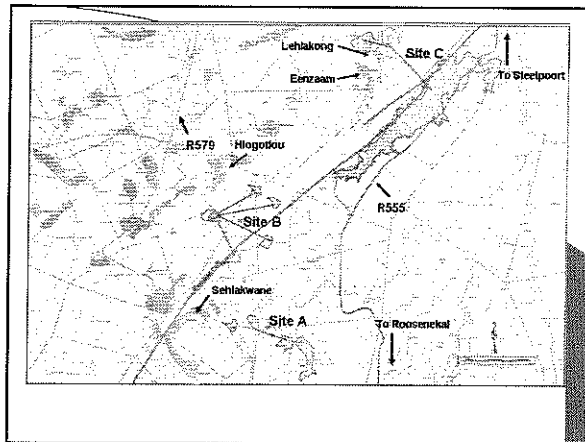 Lehlakong
Site C
Eenzaam
To Steelpoort
R579
Hlogotlou
R555
Site B
Sehlakwane
Site A
To Roossenekal